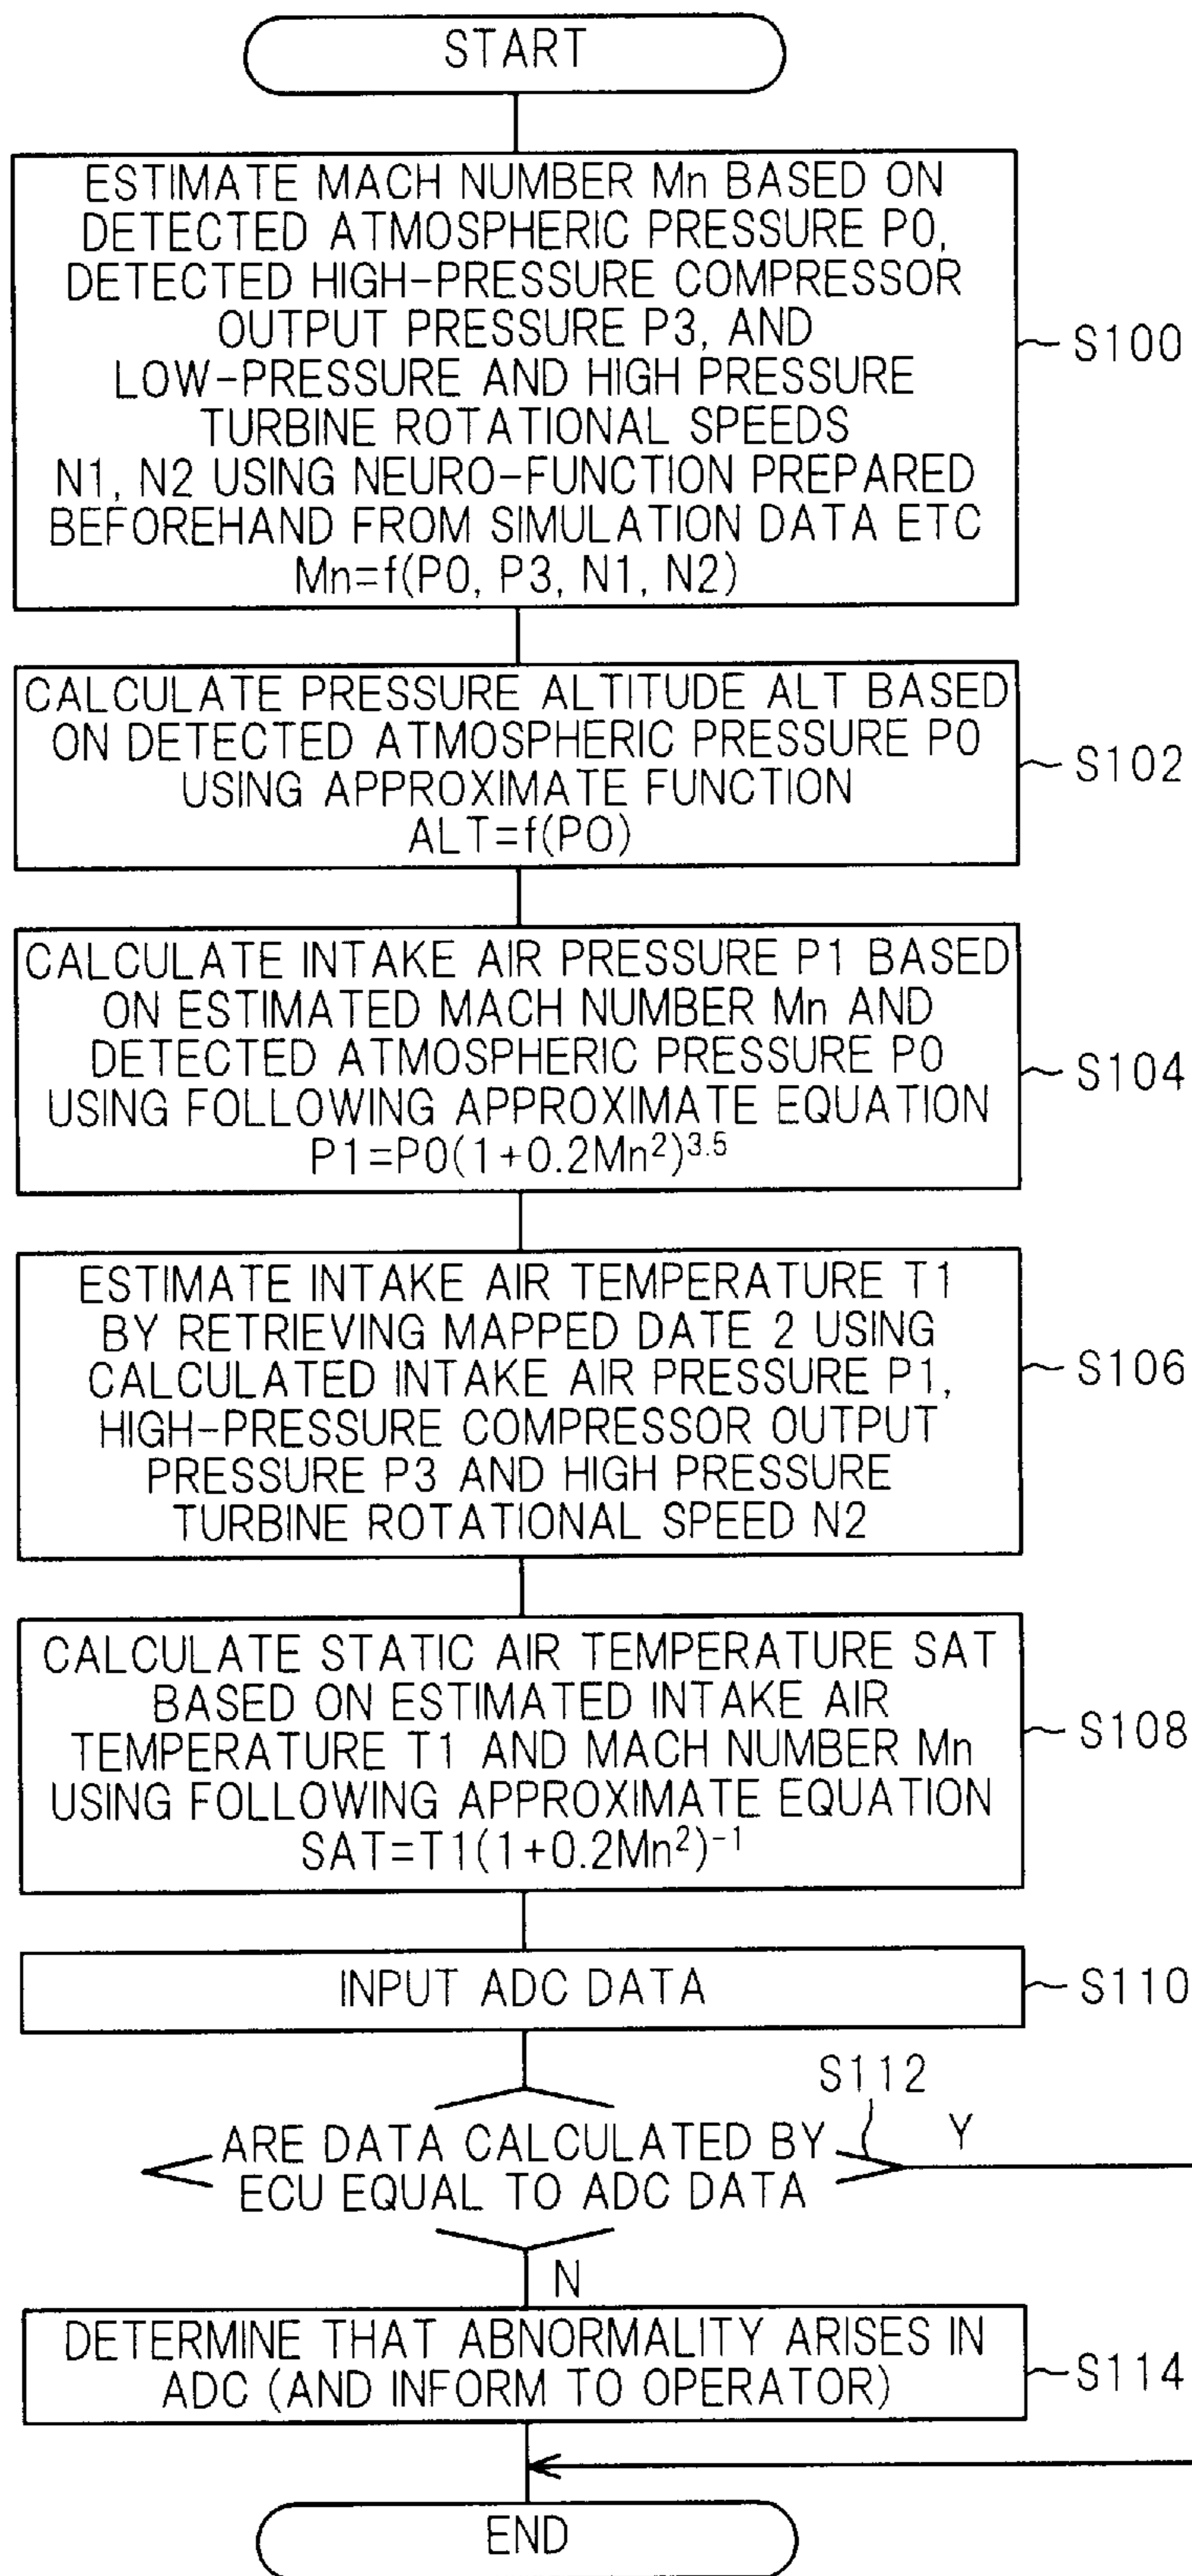 START
ESTIMATE MACH NUMBER Mn BASED ON
DETECTED ATMOSPHERIC PRESSURE P0,
DETECTED HIGH-PRESSURE COMPRESSOR
OUTPUT PRESSURE P3, AND
LOW-PRESSURE AND HIGH PRESSURE
TURBINE ROTATIONAL SPEEDS
N1, N2 USING NEURO-FUNCTION PREPARED
BEFOREHAND FROM SIMULATION DATA ETC
Mn=f(P0, P3, N1, N2)
S100
CALCULATE PRESSURE ALTITUDE ALT BASED
ON DETECTED ATMOSPHERIC PRESSURE P0
USING APPROXIMATE FUNCTION
ALT=f(P0)
S102
CALCULATE INTAKE AIR PRESSURE P1 BASED
ON ESTIMATED MACH NUMBER Mn AND
DETECTED ATMOSPHERIC PRESSURE P0
USING FOLLOWING APPROXIMATE EQUATION
P1=P0(1+0.2Mn²)³·⁵
S104
ESTIMATE INTAKE AIR TEMPERATURE T1
BY RETRIEVING MAPPED DATE 2 USING
CALCULATED INTAKE AIR PRESSURE P1,
HIGH-PRESSURE COMPRESSOR OUTPUT
PRESSURE P3 AND HIGH PRESSURE
TURBINE ROTATIONAL SPEED N2
S106
CALCULATE STATIC AIR TEMPERATURE SAT
BASED ON ESTIMATED INTAKE AIR
TEMPERATURE T1 AND MACH NUMBER Mn
USING FOLLOWING APPROXIMATE EQUATION
SAT=T1(1+0.2Mn²)⁻¹
S108
INPUT ADC DATA
S110
S112
ARE DATA CALCULATED BY
ECU EQUAL TO ADC DATA
Y
N
DETERMINE THAT ABNORMALITY ARISES IN
ADC (AND INFORM TO OPERATOR)
S114
END